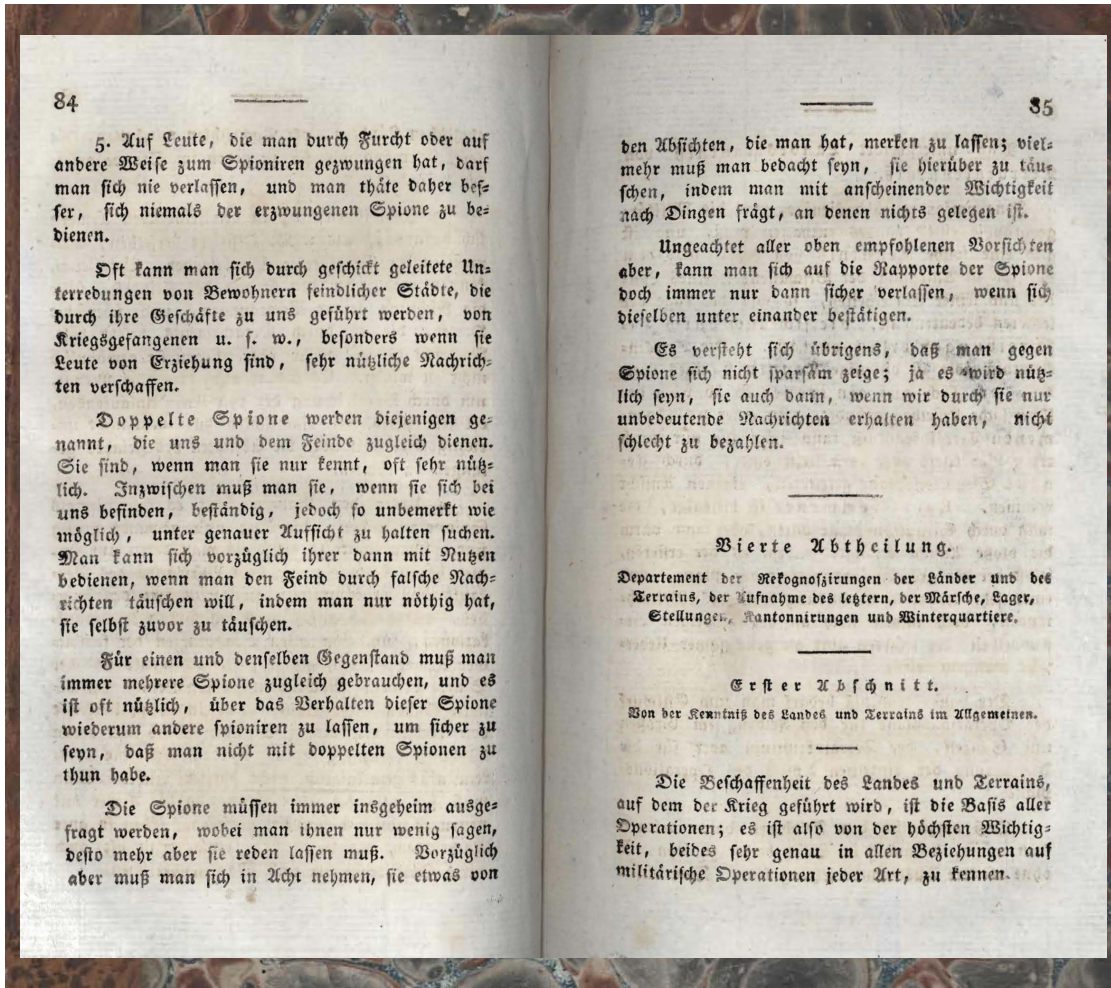 84
5. Auf Leute, die man durch Furcht oder auf
andere Weise zum Spioniren gezwungen hat, darf
man sich nie verlassen, und man thäte daher bes-
ser, sich niemals der erzwungenen Spione zu be-
dienen.
Oft kann man sich durch geschickt geleitete Un-
terredungen von Bewohnern feindlicher Städte, die
durch ihre Geschäfte zu uns geführt werden, von
Kriegsgefangenen u. s. w., besonders wenn sie
Leute von Erziehung sind, sehr nützliche Nachrich-
ten verschaffen.
Doppelte Spione werden diejenigen ge-
nannt, die uns und dem Feinde zugleich dienen.
Sie sind, wenn man sie nur kennt, oft sehr nütz-
lich. Inzwischen muß man sie, wenn sie sich bei
uns befinden, beständig, jedoch so unbemerkt wie
möglich, unter genauer Aufsicht zu halten suchen.
Man kann sich vorzüglich ihrer dann mit Nutzen
bedienen, wenn man den Feind durch falsche Nach-
richten täuschen will, indem man nur nöthig hat,
sie selbst zuvor zu täuschen.
Für einen und denselben Gegenstand muß man
immer mehrere Spione zugleich gebrauchen, und es
ist oft nützlich, über das Verhalten dieser Spione
wiederum andere spioniren zu lassen, um sicher zu
seyn, daß man nicht mit doppelten Spionen zu
thun habe.
Die Spione müssen immer insgeheim ausge-
fragt werden, wobei man ihnen nur wenig sagen,
desto mehr aber sie reden lassen muß. Vorzüglich
aber muß man sich in Acht nehmen, sie etwas von
85
den Absichten, die man hat, merken zu lassen; viel-
mehr muß man bedacht seyn, sie hierüber zu täu-
schen, indem man mit anscheinender Wichtigkeit
nach Dingen frägt, an denen nichts gelegen ist.
Ungeachtet aller oben empfohlenen Vorsichten
aber, kann man sich auf die Rapporte der Spione
doch immer nur dann sicher verlassen, wenn sich
dieselben unter einander bestätigen.
Es versteht sich übrigens, daß man gegen
Spione sich nicht sparsam zeige; ja es wird nütz-
lich seyn, sie auch dann, wenn wir durch sie nur
unbedeutende Nachrichten erhalten haben, nicht
schlecht zu bezahlen.
Vierte Abtheilung.
Departement der Rekognoszirungen der Länder und des
Terrains, der Aufnahme des letztern, der Märsche, Lager,
Stellungen, Kantonnirungen und Winterquartiere.
Erster Abschnitt.
Von der Kenntniß des Landes und Terrains im Allgemeinen.
Die Beschaffenheit des Landes und Terrains,
auf dem der Krieg geführt wird, ist die Basis aller
Operationen; es ist also von der höchsten Wichtig-
keit, beides sehr genau in allen Beziehungen auf
militärische Operationen jeder Art, zu kennen.